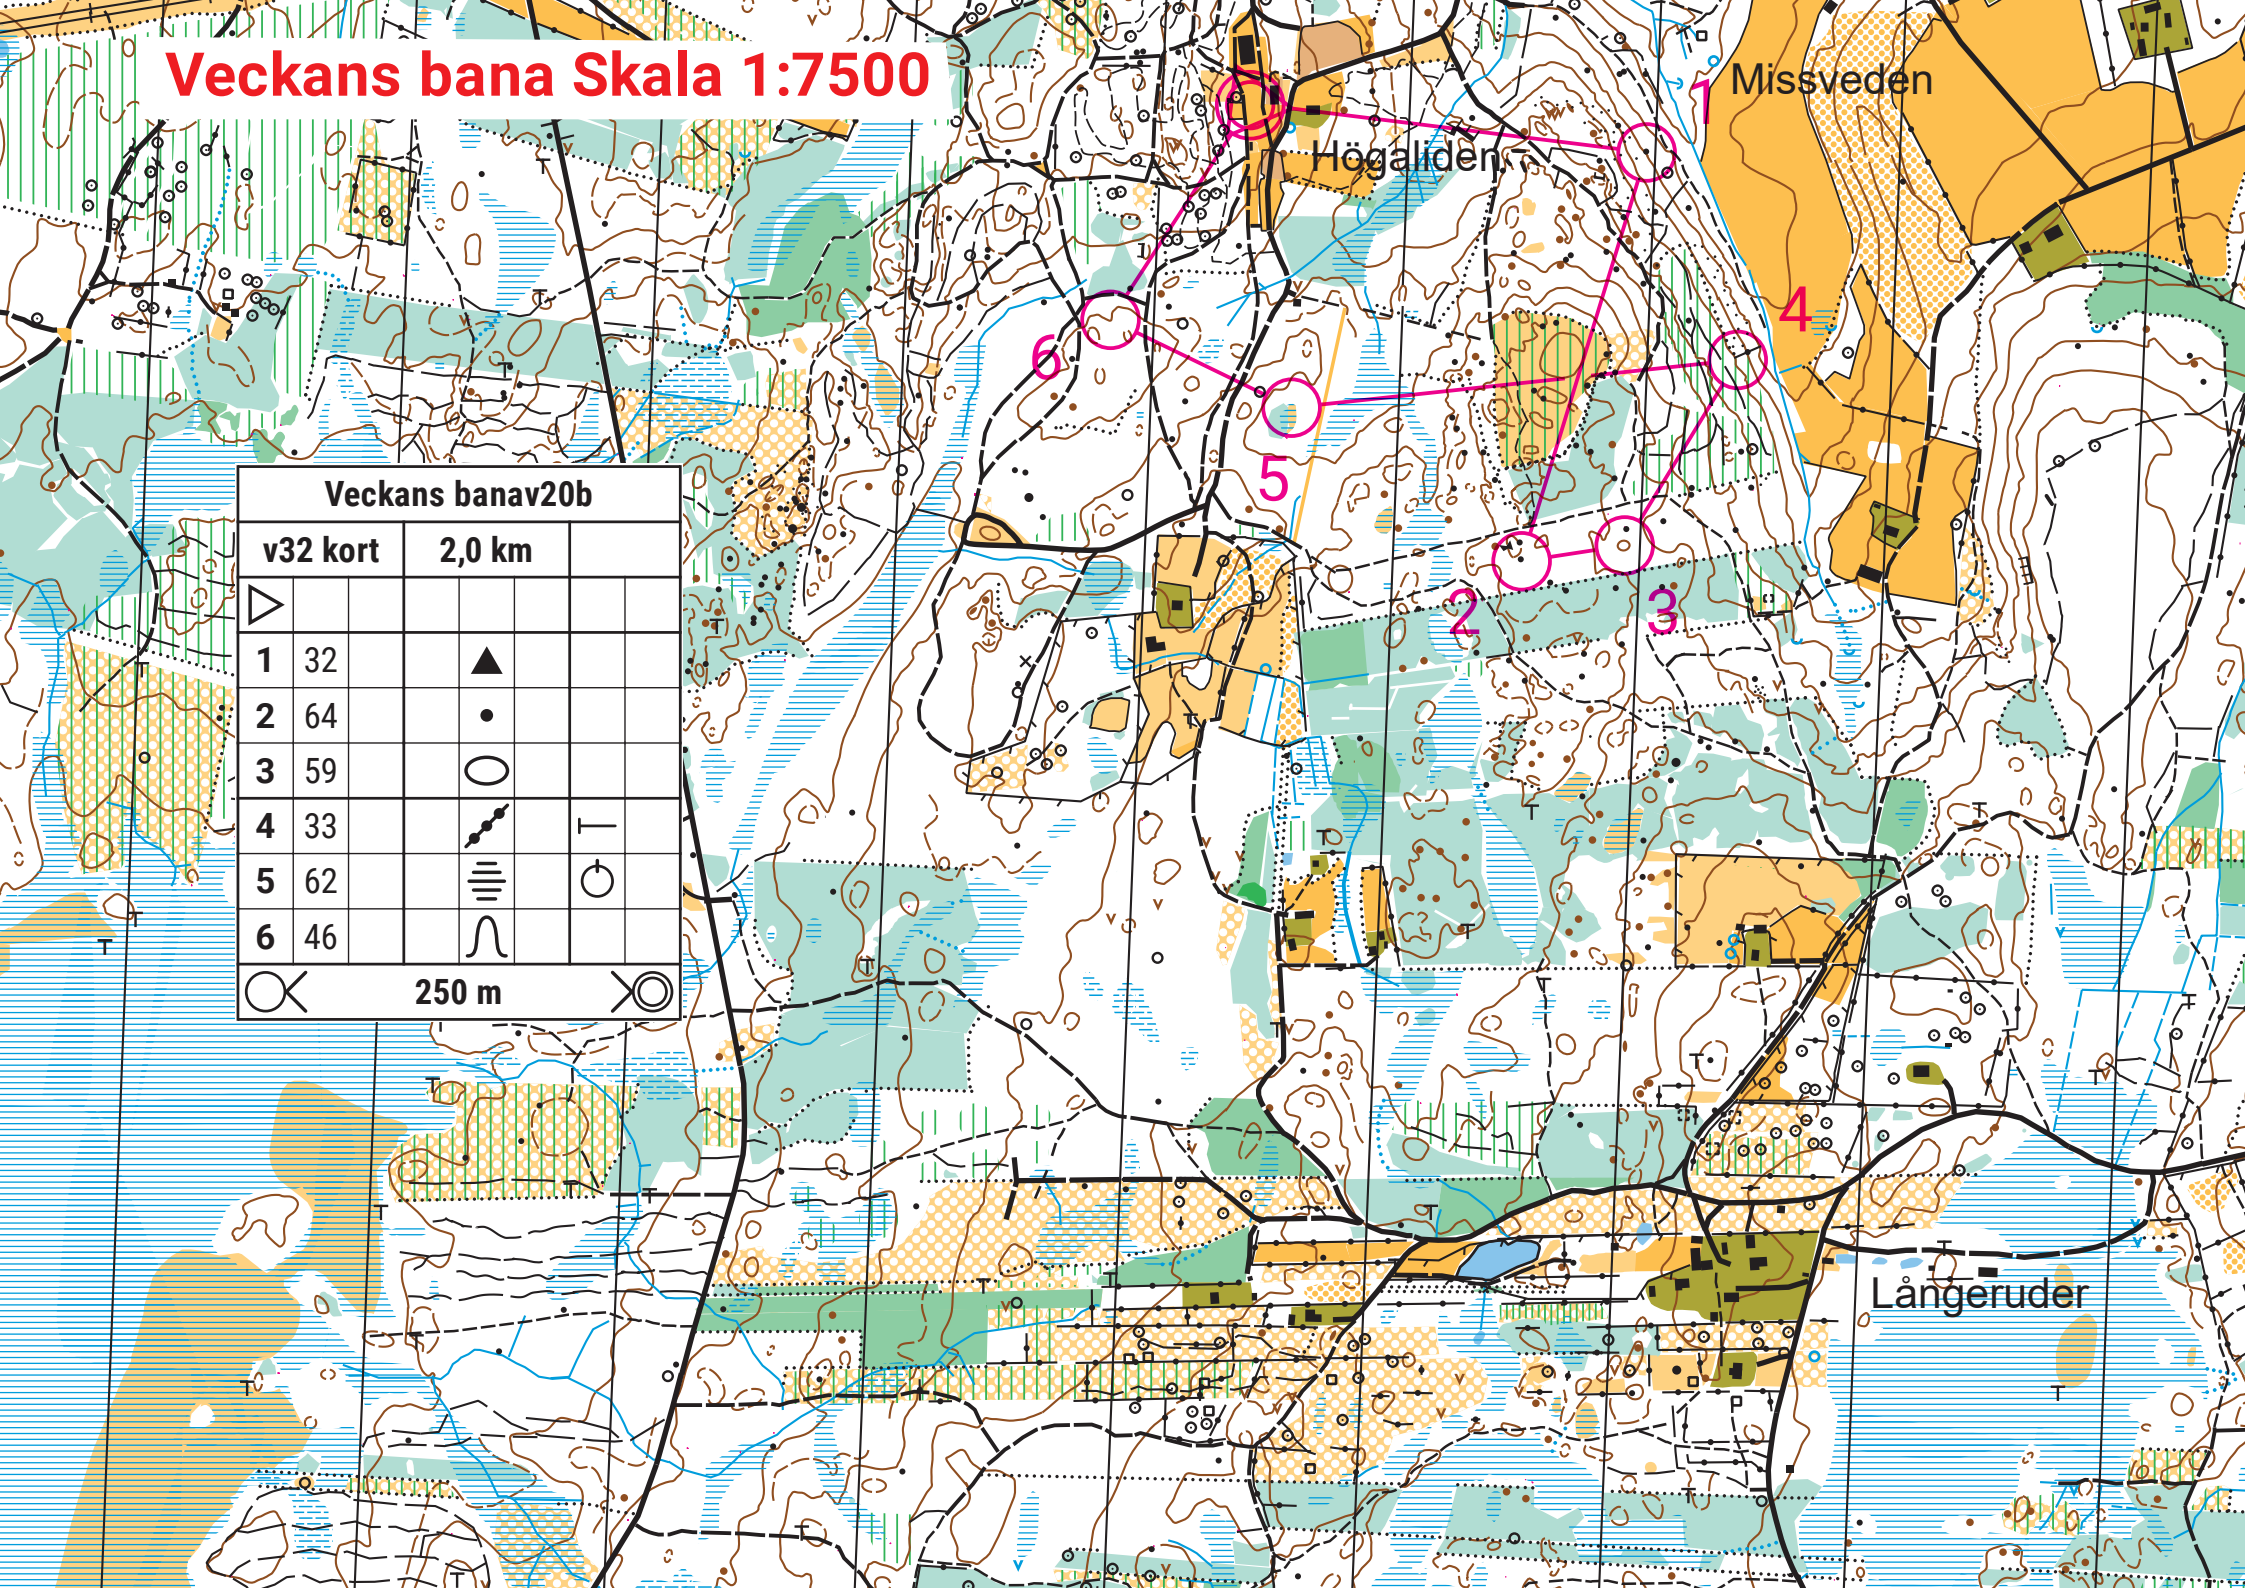 Veckans bana Skala 1:7500
1
Missveden
Högaliden
4
6
5
2
3
Veckans banav20b
v32 kort 2,0 km
1 32
2 64
3 59
4 33
5 62
6 46
250 m
Långeruder